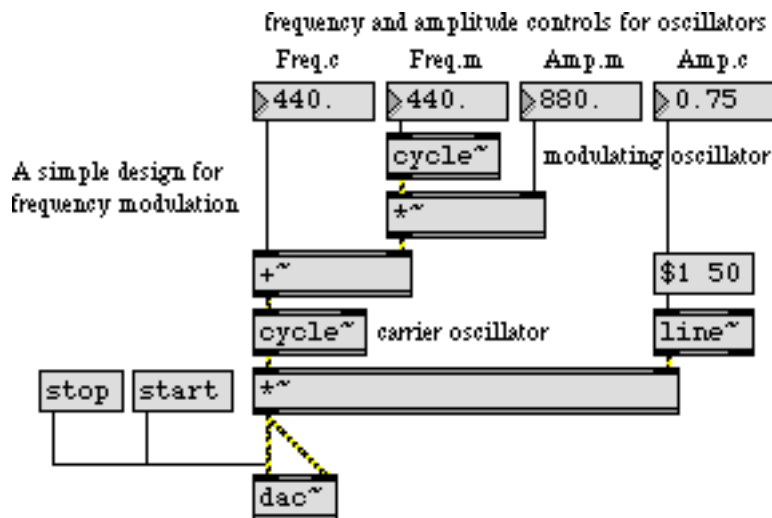 frequency and amplitude controls for oscillators
Freq.c Freq.m Amp.m Amp.c
440. 440. 880. 0.75
cycle~ modulating oscillator
A simple design for
frequency modulation
*~
+~ $1 50
cycle~ carrier oscillator line~
stop start *~
dac~